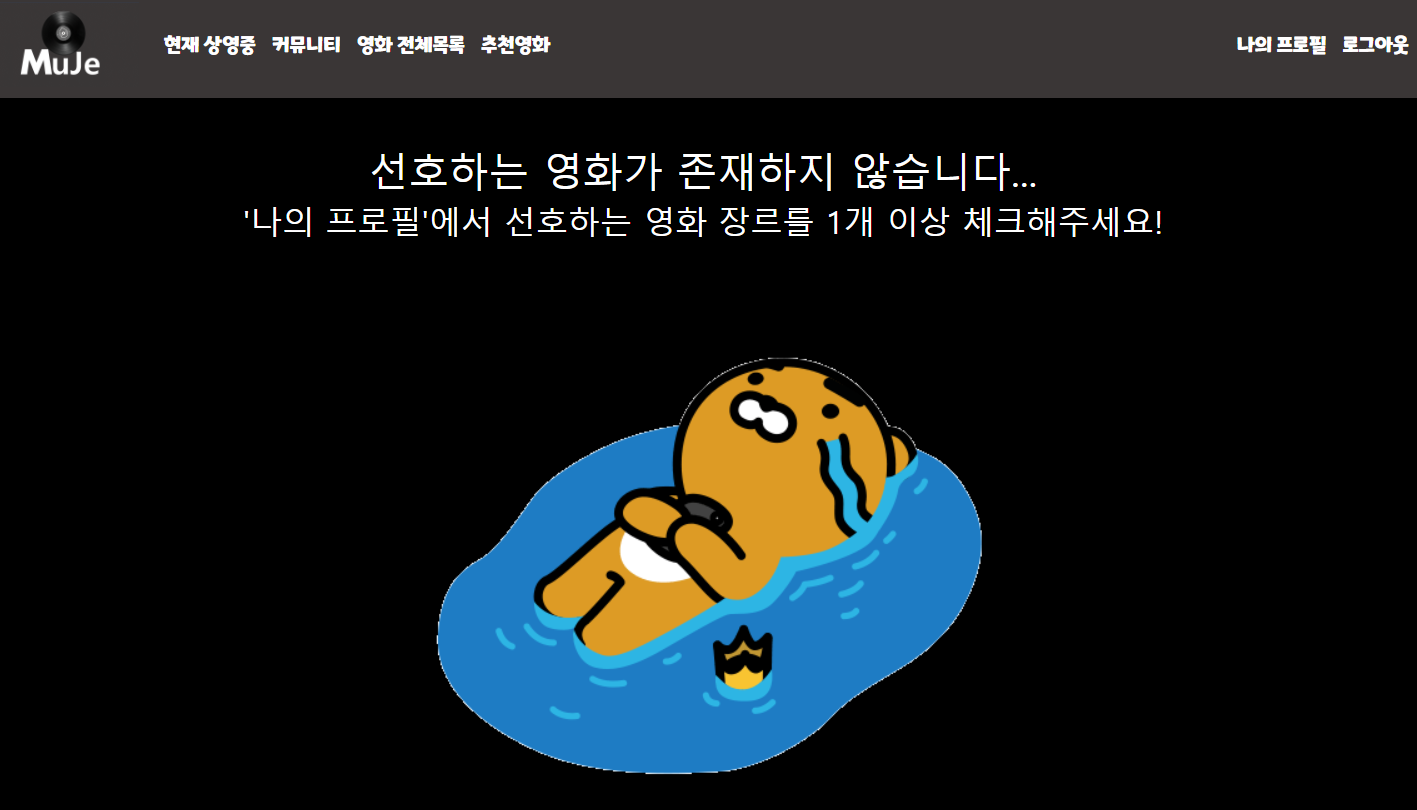 MuJe
현재 상영중 커뮤니티 영화 전체목록 추천영화 나의 프로필 로그아웃
선호하는 영화가 존재하지 않습니다...
'나의 프로필'에서 선호하는 영화 장르를 1개 이상 체크해주세요!